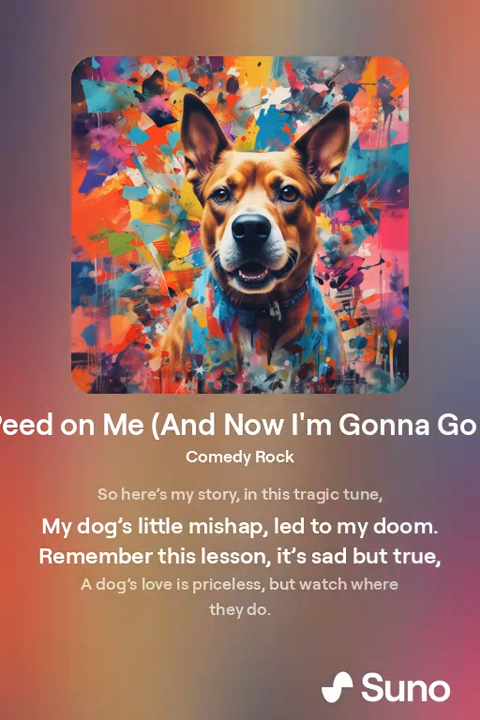 Peed on Me (And Now I'm Gonna Go
Comedy Rock
So here's my story, in this tragic tune,
My dog's little mishap, led to my doom.
Remember this lesson, it's sad but true,
A dog's love is priceless, but watch where
they do.
Suno